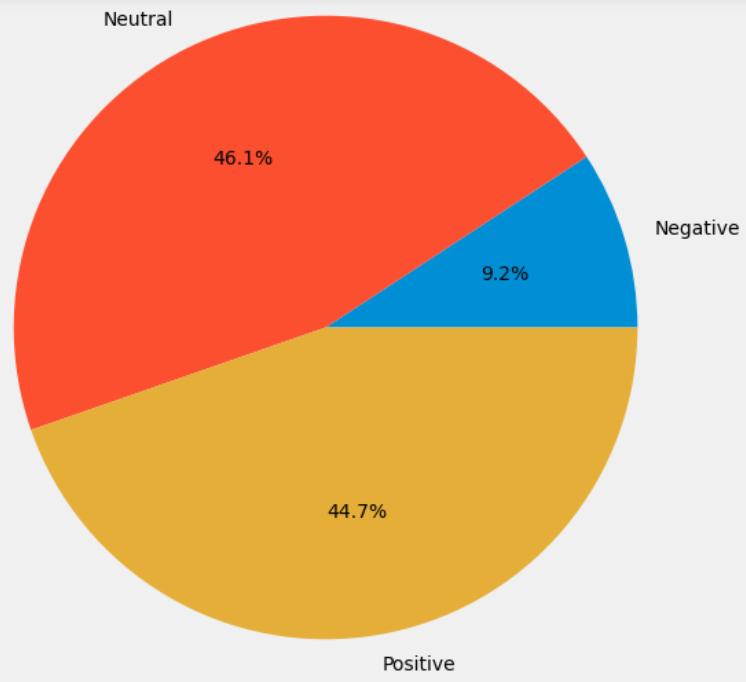 Neutral
46.1%
Negative
9.2%
44.7%
Positive